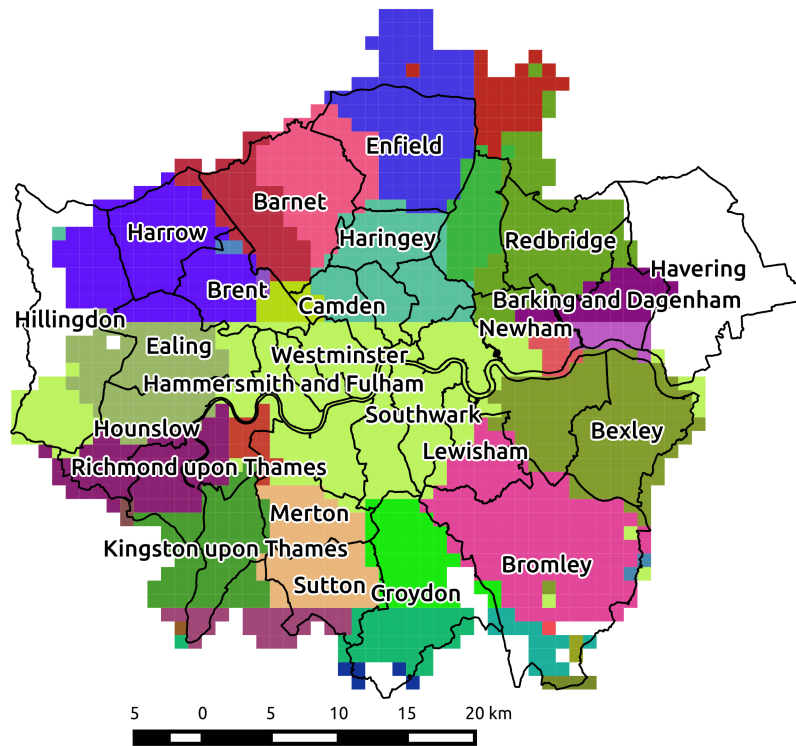 Enfield
Barnet
Harrow
Haringey
Redbridge
Havering
Brent
Camden
Barking and Dagenham
Hillingdon
Newham
Ealing
Westminster
Hammersmith and Fulham
Southwark
Hounslow
Bexley
Lewisham
Richmond upon Thames
Merton
Kingston upon Thames
Bromley
Sutton
Croydon
5 0 5 10 15 20 km